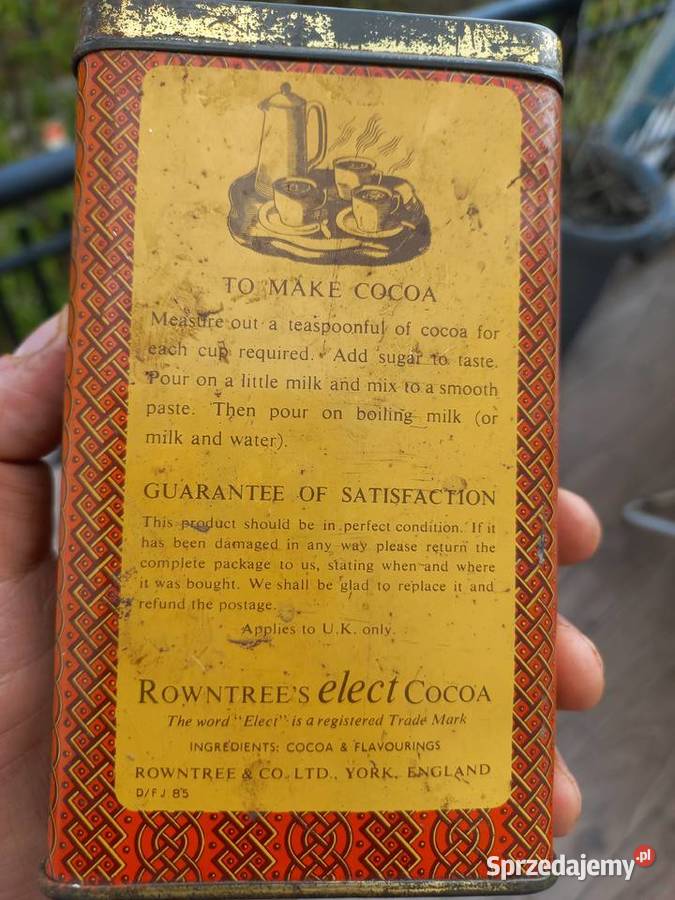 TO MAKE COCOA
Measure out a teaspoonful of cocoa for
each cup required. Add sugar to taste.
Pour on a little milk and mix to a smooth
paste. Then pour on boiling milk (or
milk and water).
GUARANTEE OF SATISFACTION
This product should be in perfect condition. If it
has been damaged in any way please return the
complete package to us, stating when and where
it was bought. We shall be glad to replace it and
refund the postage.
Applies to U.K. only.
ROWNTREE'S elect COCOA
The word "Elect" is a registered Trade Mark
INGREDIENTS: COCOA & FLAVOURINGS
ROWNTREE & CO. LTD., YORK, ENGLAND
D/FJ 85
Sprzedajemy.pl